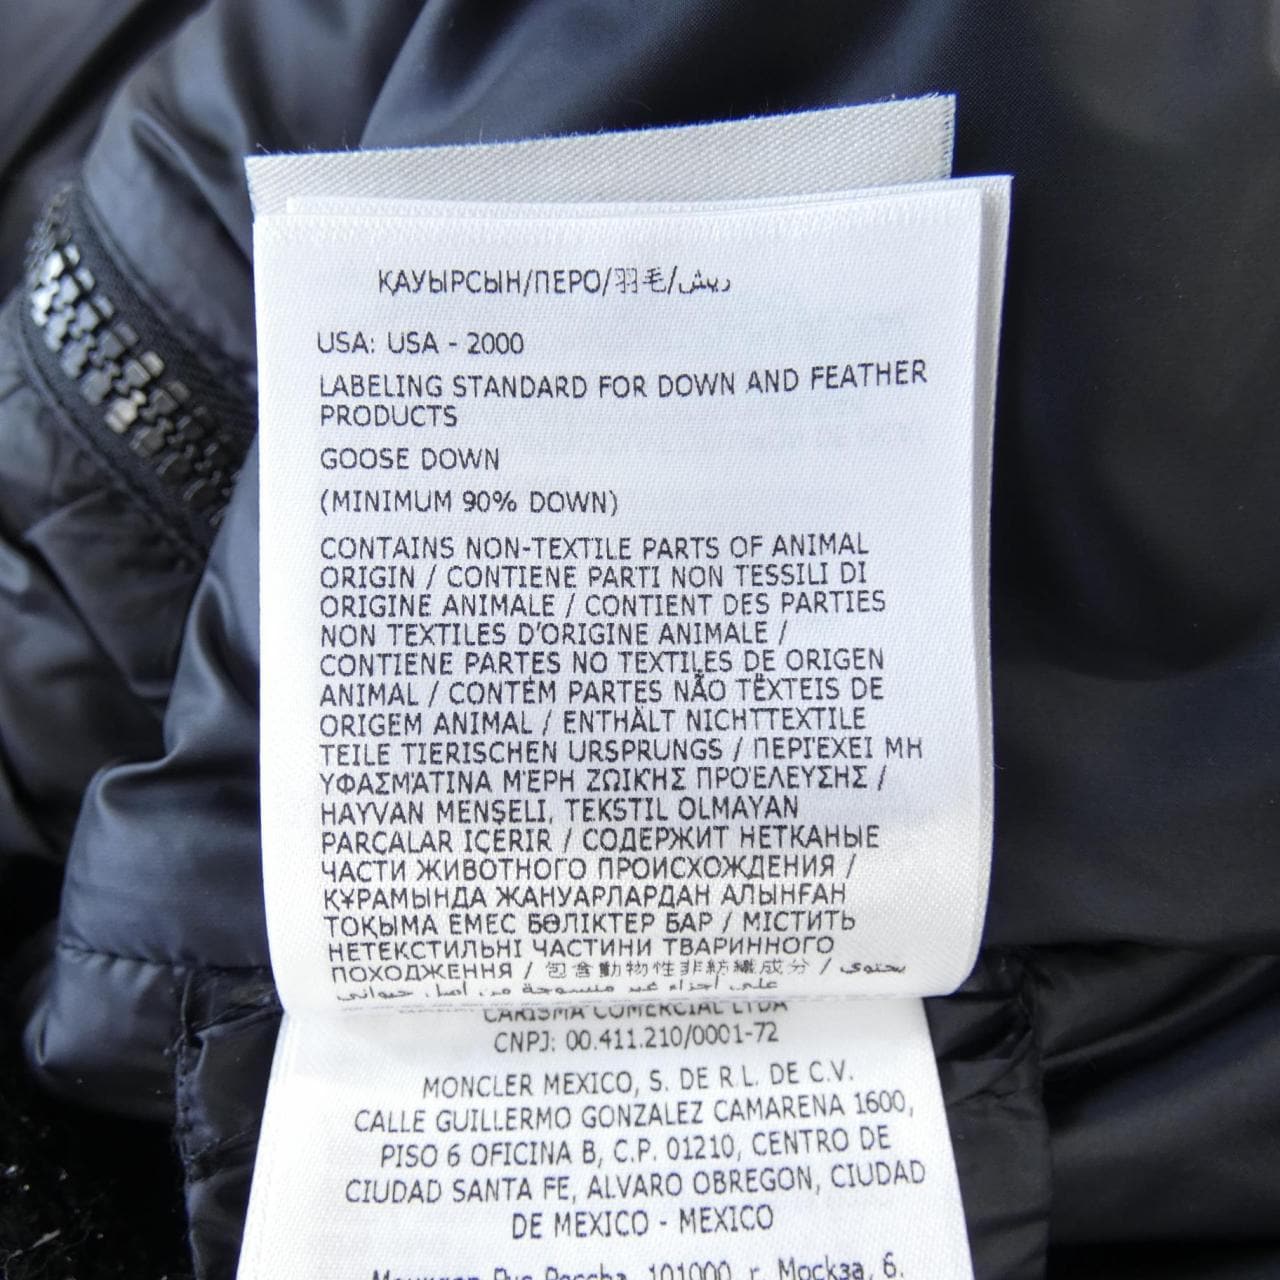 ҚАУЫРСЫН/ПЕРО/羽毛/ريش
USA: USA - 2000
LABELING STANDARD FOR DOWN AND FEATHER
PRODUCTS
GOOSE DOWN
(MINIMUM 90% DOWN)
CONTAINS NON-TEXTILE PARTS OF ANIMAL
ORIGIN / CONTIENE PARTI NON TESSILI DI
ORIGINE ANIMALE / CONTIENT DES PARTIES
NON TEXTILES D'ORIGINE ANIMALE /
CONTIENE PARTES NO TEXTILES DE ORIGEN
ANIMAL / CONTÉM PARTES NÃO TËXTEIS DE
ORIGEM ANIMAL / ENTHÄLT NICHTTEXTILE
TEILE TIERISCHEN URSPRUNGS / ΠΕΡΙΈΧΕΙ ΜΗ
ΥΦΑΣΜΆΤΙΝΑ ΜΈΡΗ ΖΩΙΚΉΣ ΠΡΟΈΛΕΥΣΗΣ /
HAYVAN MENŞELİ, TEKSTIL OLMAYAN
PARÇALAR IÇERIR / СОДЕРЖИТ НЕТКАНЫЕ
ЧАСТИ ЖИВОТНОГО ПРОИСХОЖДЕНИЯ /
ҚҰРАМЫНДА ЖАНУАРЛАРДАН АЛЫНҒАН
ТОҚЫМА ЕМЕС БӨЛІКТЕР БАР / МІСТИТЬ
НЕТЕКСТИЛЬНІ ЧАСТИНИ ТВАРИННОГО
ПОХОДЖЕННЯ / 包含動物性非紡織成分 / يحتوي
على أجزاء غير منسوجة من أصل حيواني
CARISMA COMERCIAL LTDA
CNPJ: 00.411.210/0001-72
MONCLER MEXICO, S. DE R.L. DE C.V.
CALLE GUILLERMO GONZALEZ CAMARENA 1600,
PISO 6 OFICINA B, C.P. 01210, CENTRO DE
CIUDAD SANTA FE, ALVARO OBREGON, CIUDAD
DE MEXICO - MEXICO
101000, г. Москва, 6.